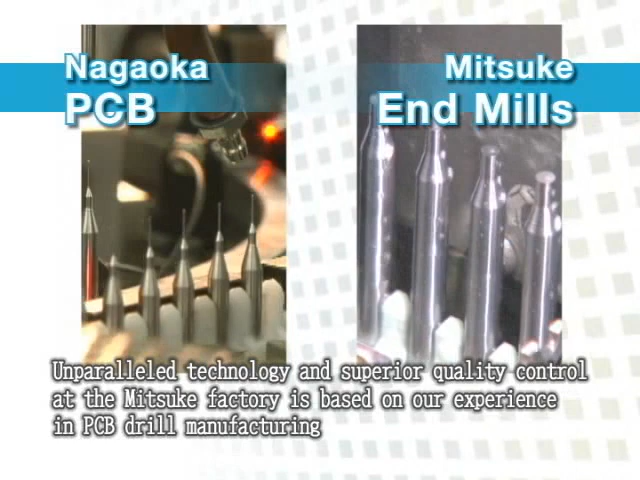 Nagaoka
PCB
Mitsuke
End Mills
Unparalleled technology and superior quality control
at the Mitsuke factory is based on our experience
in PCB drill manufacturing